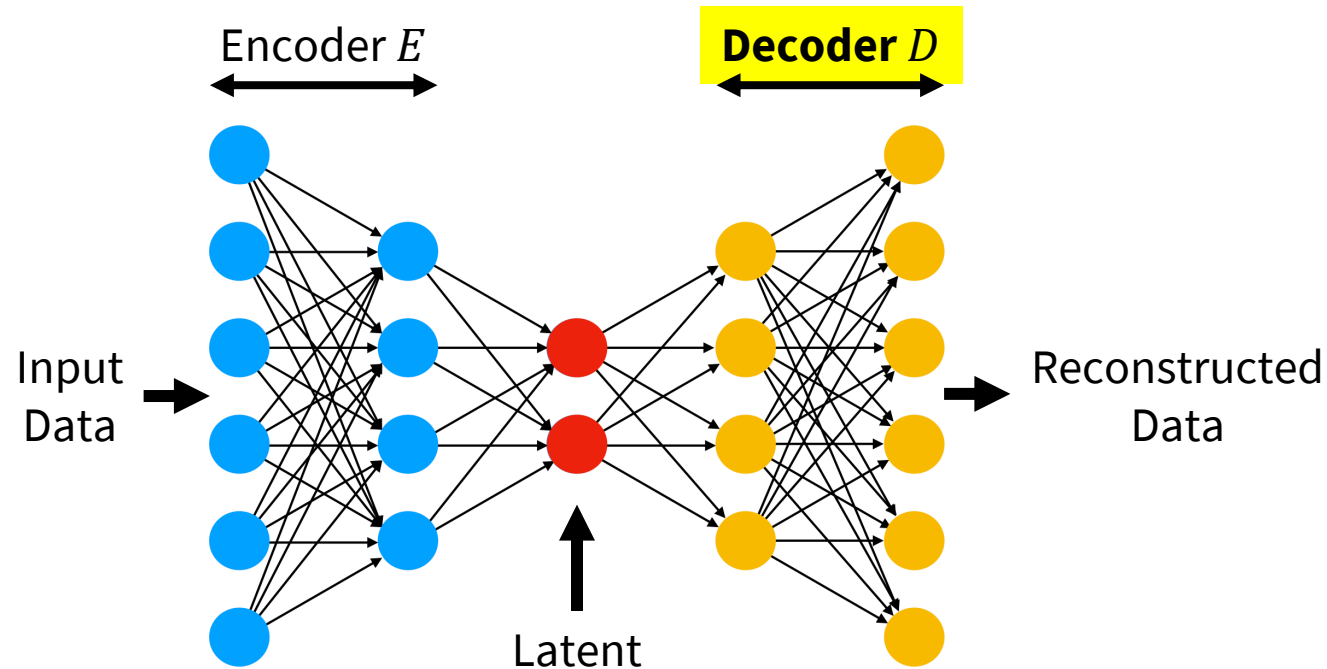 Encoder E
Decoder D
Input
Data
Reconstructed
Data
Latent